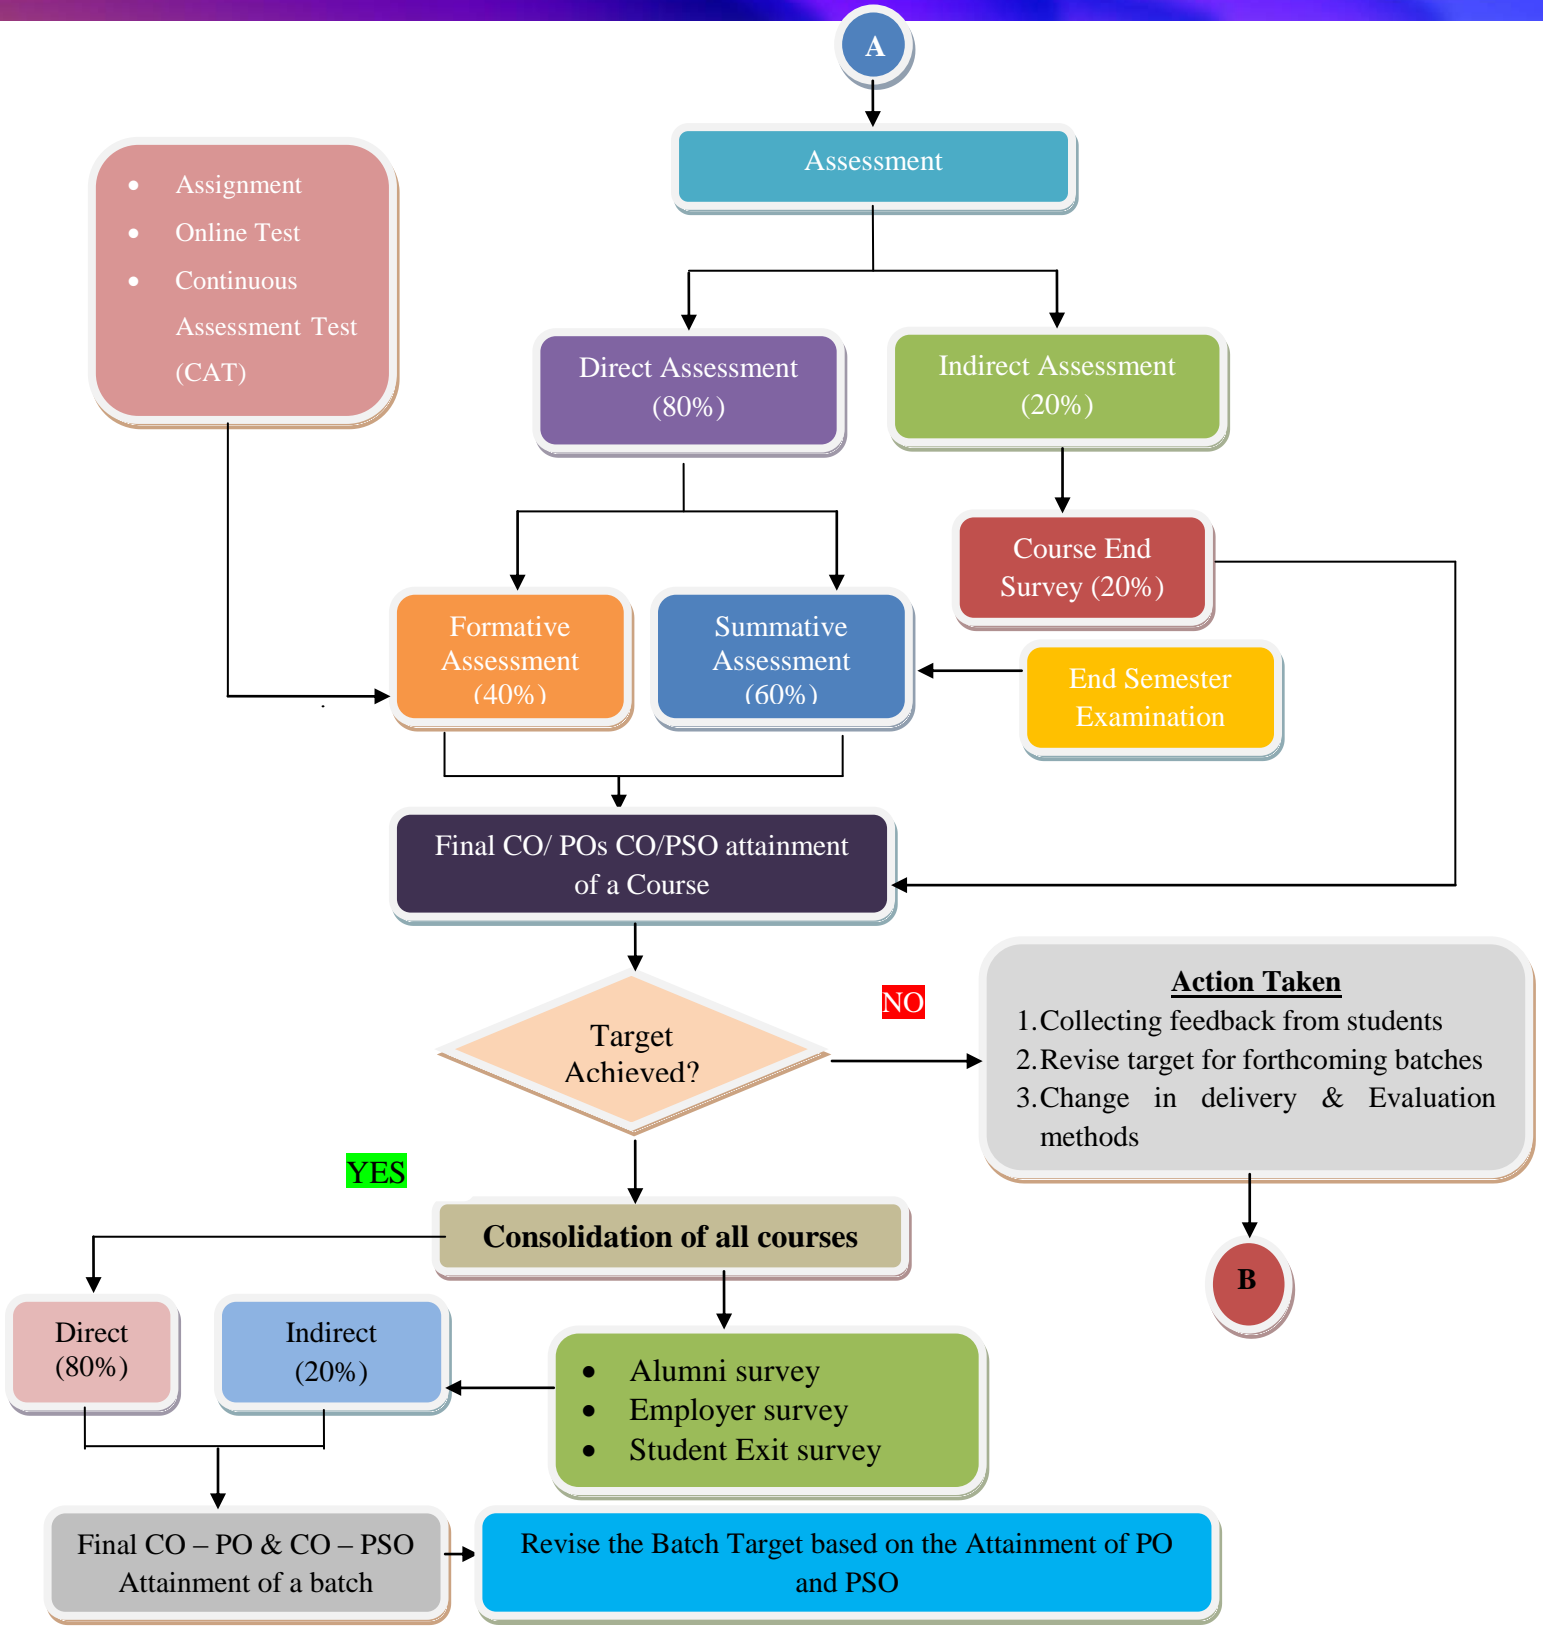 A
Assessment
• Assignment
• Online Test
• Continuous
Assessment Test
(CAT)
Direct Assessment
(80%)
Indirect Assessment
(20%)
Course End
Survey (20%)
Formative
Assessment
(40%)
Summative
Assessment
(60%)
End Semester
Examination
Final CO/ POs CO/PSO attainment
of a Course
Target
Achieved?
NO
Action Taken
1. Collecting feedback from students
2. Revise target for forthcoming batches
3. Change in delivery & Evaluation
methods
YES
Consolidation of all courses
B
Direct
(80%)
Indirect
(20%)
• Alumni survey
• Employer survey
• Student Exit survey
Final CO – PO & CO – PSO
Attainment of a batch
Revise the Batch Target based on the Attainment of PO
and PSO